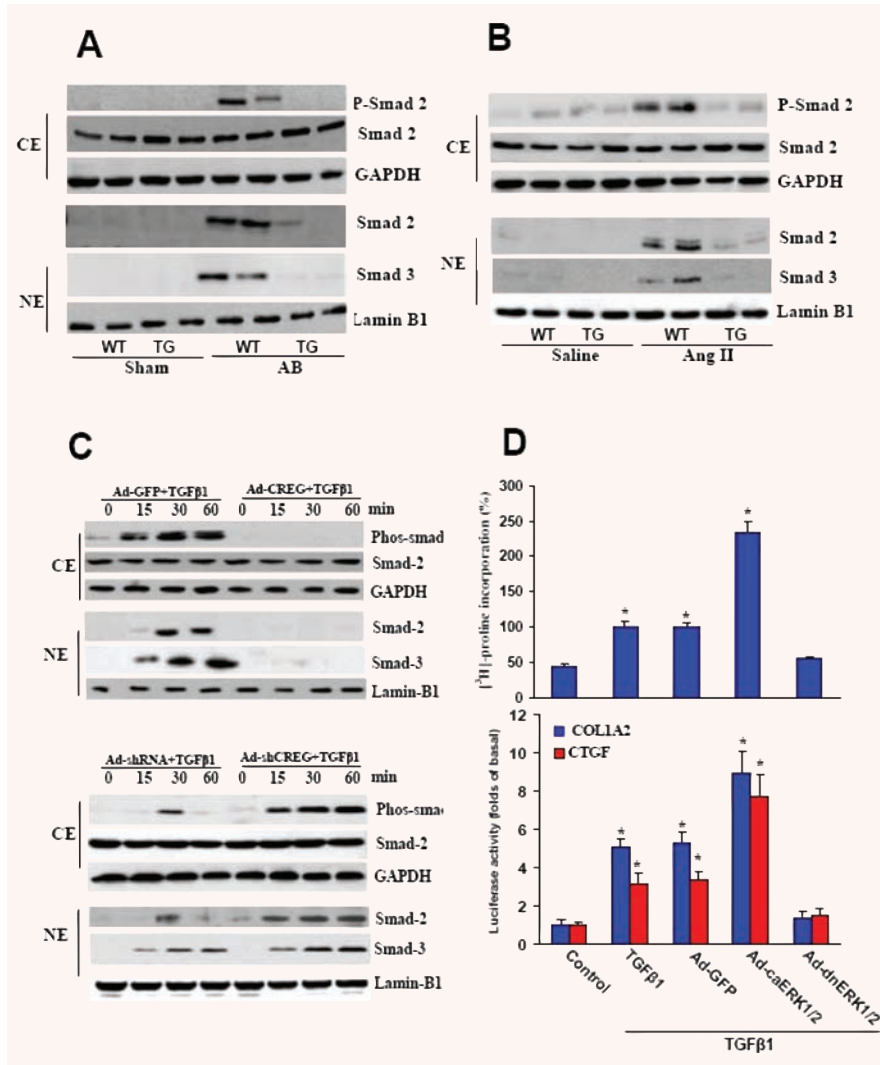 A
P-Smad 2
CE
Smad 2
GAPDH
Smad 2
NE
Smad 3
Lamin B1
WT TG WT TG
Sham AB
B
P-Smad 2
CE
Smad 2
GAPDH
Smad 2
NE
Smad 3
Lamin B1
WT TG WT TG
Saline Ang II
C
Ad-GFP+TGFβ1 Ad-CREG+TGFβ1
0 15 30 60 0 15 30 60 min
Phos-smad
CE
Smad-2
GAPDH
Smad-2
NE
Smad-3
Lamin-B1
Ad-shRNA+TGFβ1 Ad-shCREG+TGFβ1
0 15 30 60 0 15 30 60 min
Phos-sma
CE
Smad-2
GAPDH
Smad-2
NE
Smad-3
Lamin-B1
D
[³H]-proline incorporation (%)
300
250
200
150
100
50
0
* * *
Luciferase activity (folds of basal)
12
10
8
6
4
2
0
COL1A2
CTGF
* * * * * *
Control TGFβ1 Ad-GFP Ad-caERK1/2 Ad-dnERK1/2
TGFβ1